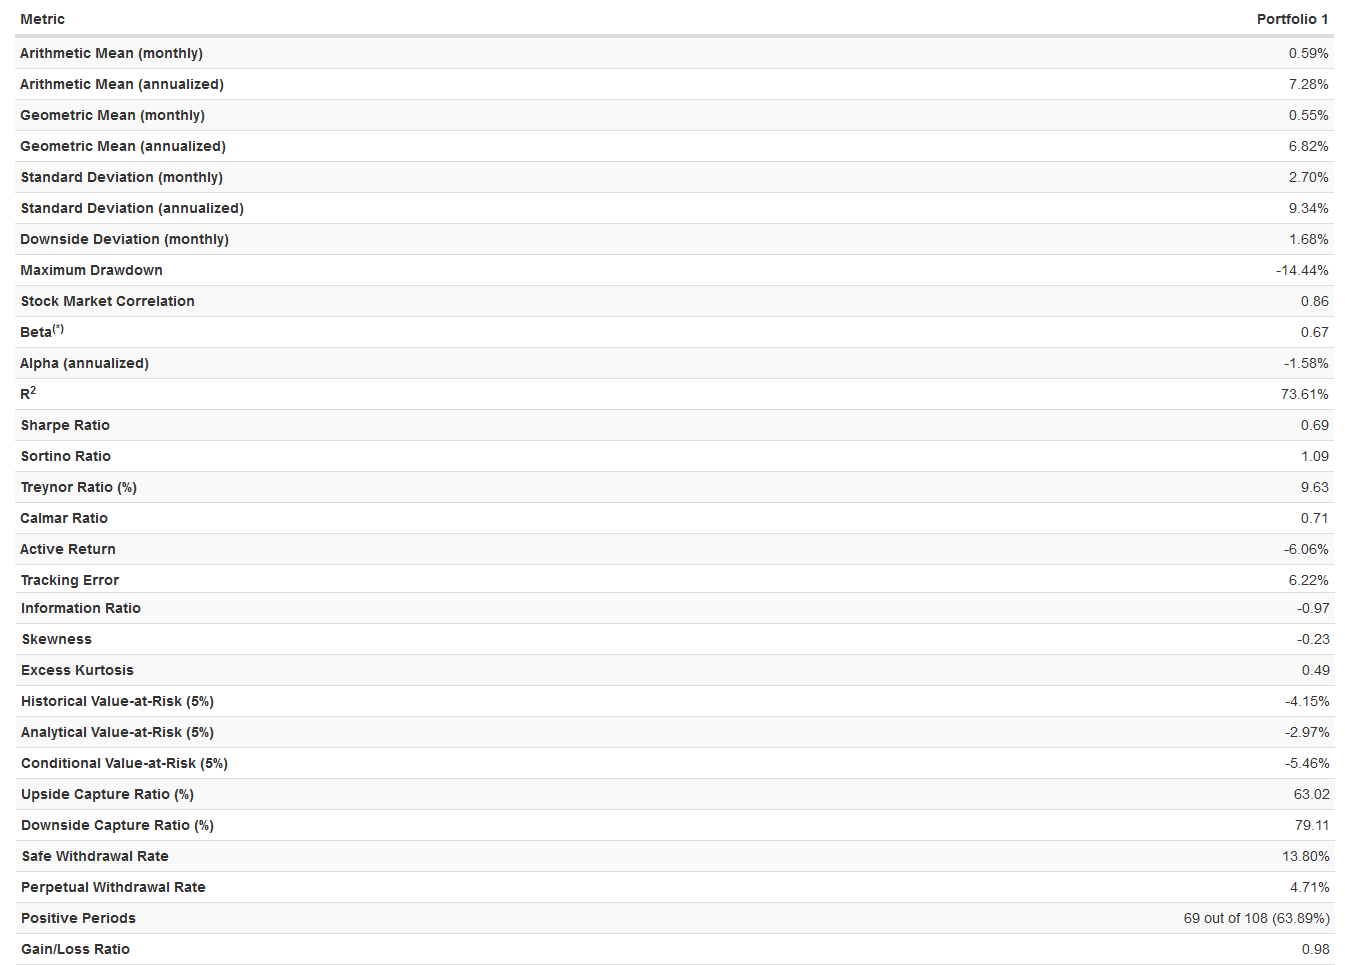 Metric Portfolio 1
Arithmetic Mean (monthly) 0.59%
Arithmetic Mean (annualized) 7.28%
Geometric Mean (monthly) 0.55%
Geometric Mean (annualized) 6.82%
Standard Deviation (monthly) 2.70%
Standard Deviation (annualized) 9.34%
Downside Deviation (monthly) 1.68%
Maximum Drawdown -14.44%
Stock Market Correlation 0.86
Beta(*) 0.67
Alpha (annualized) -1.58%
R2 73.61%
Sharpe Ratio 0.69
Sortino Ratio 1.09
Treynor Ratio (%) 9.63
Calmar Ratio 0.71
Active Return -6.06%
Tracking Error 6.22%
Information Ratio -0.97
Skewness -0.23
Excess Kurtosis 0.49
Historical Value-at-Risk (5%) -4.15%
Analytical Value-at-Risk (5%) -2.97%
Conditional Value-at-Risk (5%) -5.46%
Upside Capture Ratio (%) 63.02
Downside Capture Ratio (%) 79.11
Safe Withdrawal Rate 13.80%
Perpetual Withdrawal Rate 4.71%
Positive Periods 69 out of 108 (63.89%)
Gain/Loss Ratio 0.98